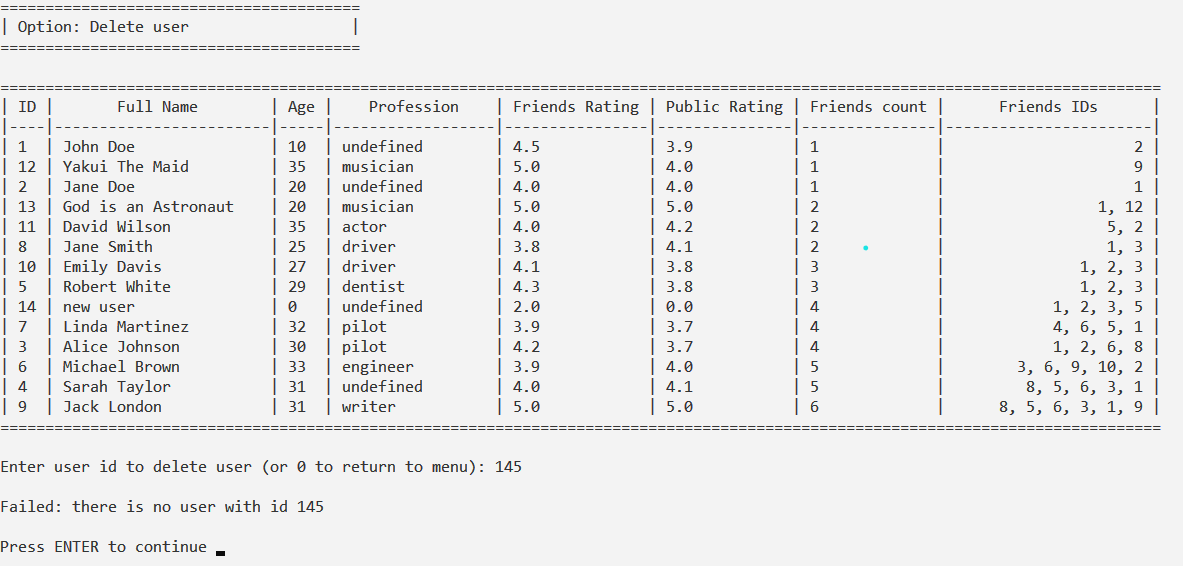 ========================================
| Option: Delete user                  |
========================================
=================================================================================================================================
| ID |       Full Name        | Age |    Profession    | Friends Rating | Public Rating | Friends count |      Friends IDs       |
|----|------------------------|-----|------------------|----------------|---------------|---------------|-----------------------|
| 1  | John Doe               | 10  | undefined        | 4.5            | 3.9           | 1             |                     2 |
| 12 | Yakui The Maid         | 35  | musician         | 5.0            | 4.0           | 1             |                     9 |
| 2  | Jane Doe               | 20  | undefined        | 4.0            | 4.0           | 1             |                     1 |
| 13 | God is an Astronaut    | 20  | musician         | 5.0            | 5.0           | 2             |                 1, 12 |
| 11 | David Wilson           | 35  | actor            | 4.0            | 4.2           | 2             |                  5, 2 |
| 8  | Jane Smith             | 25  | driver           | 3.8            | 4.1           | 2             |                  1, 3 |
| 10 | Emily Davis            | 27  | driver           | 4.1            | 3.8           | 3             |               1, 2, 3 |
| 5  | Robert White           | 29  | dentist          | 4.3            | 3.8           | 3             |               1, 2, 3 |
| 14 | new user               | 0   | undefined        | 2.0            | 0.0           | 4             |            1, 2, 3, 5 |
| 7  | Linda Martinez         | 32  | pilot            | 3.9            | 3.7           | 4             |            4, 6, 5, 1 |
| 3  | Alice Johnson          | 30  | pilot            | 4.2            | 3.7           | 4             |            1, 2, 6, 8 |
| 6  | Michael Brown          | 33  | engineer         | 3.9            | 4.0           | 5             |        3, 6, 9, 10, 2 |
| 4  | Sarah Taylor           | 31  | undefined        | 4.0            | 4.1           | 5             |         8, 5, 6, 3, 1 |
| 9  | Jack London            | 31  | writer           | 5.0            | 5.0           | 6             |      8, 5, 6, 3, 1, 9 |
=================================================================================================================================
Enter user id to delete user (or 0 to return to menu): 145
Failed: there is no user with id 145
Press ENTER to continue